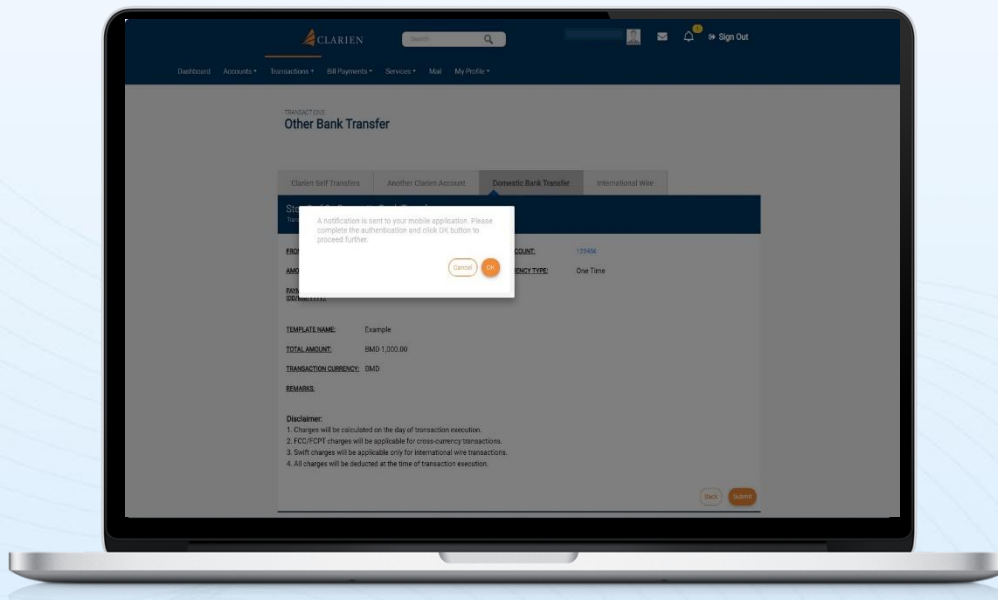 CLARIEN
Search
1
Sign Out
Dashboard Accounts Transactions Bill Payments Services Mail My Profile
TRANSACTIONS
Other Bank Transfer
Clarien Self Transfers Another Clarien Account Domestic Bank Transfer International Wire
A notification is sent to your mobile application. Please
complete the authentication and click OK button to
proceed further.
Cancel OK
123456
One Time
TEMPLATE NAME: Example
TOTAL AMOUNT: BMD 1,000.00
TRANSACTION CURRENCY: BMD
REMARKS:
Disclaimer:
1. Charges will be calculated on the day of transaction execution.
2. FCC/FCPT charges will be applicable for cross-currency transactions.
3. Swift charges will be applicable only for international wire transactions.
4. All charges will be deducted at the time of transaction execution.
Back Submit